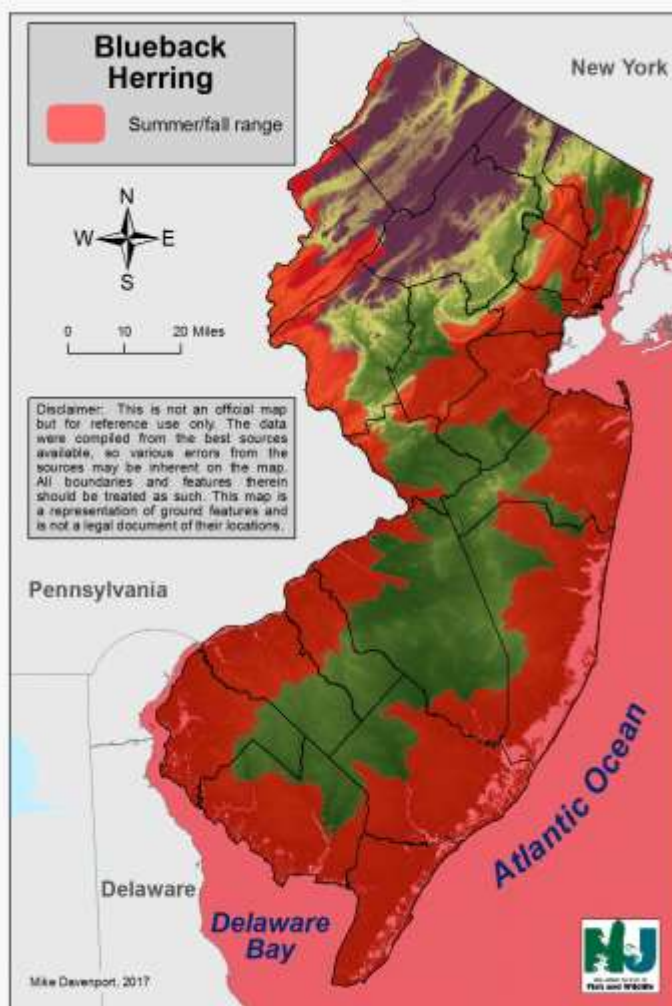 Blueback
Herring
Summer/fall range
New York
N
W E
S
0 10 20 Miles
Disclaimer: This is not an official map
but for reference use only. The data
were compiled from the best sources
available, so various errors from the
sources may be inherent on the map.
All boundaries and features therein
should be treated as such. This map is
a representation of ground features and
is not a legal document of their locations.
Pennsylvania
Atlantic Ocean
Delaware
Delaware
Bay
Mike Davenport, 2017
NJ
Fish and Wildlife